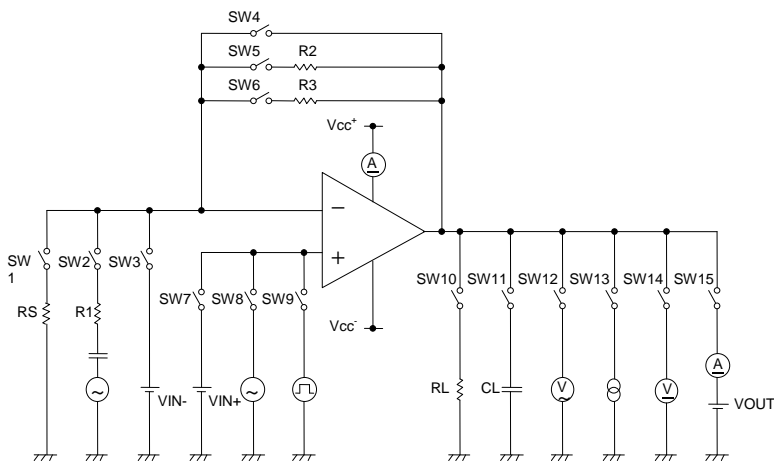 SW4
SW5 R2
SW6 R3
Vcc+
A
−
+
SW 1
SW2
SW3
SW7
SW8
SW9
SW10
SW11
SW12
SW13
SW14
SW15
Vcc-
RS
R1
VIN-
VIN+
RL
CL
V
V
A
VOUT